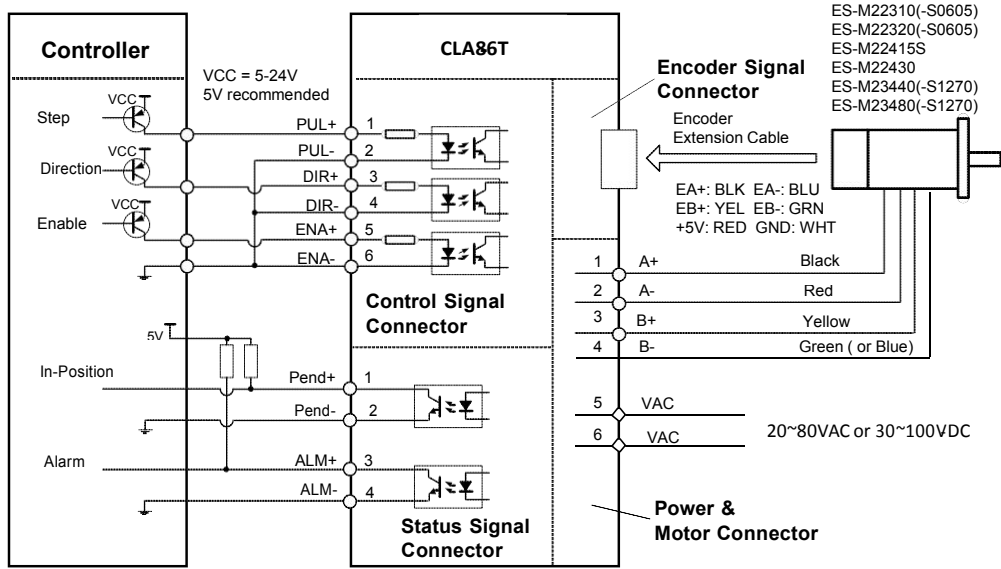 Controller
VCC = 5-24V
5V recommended
VCC
Step
VCC
Direction
VCC
Enable
5V
In-Position
Alarm
CLA86T
PUL+ 1
PUL- 2
DIR+ 3
DIR- 4
ENA+ 5
ENA- 6
Control Signal
Connector
Pend+ 1
Pend- 2
ALM+ 3
ALM- 4
Status Signal
Connector
Encoder Signal
Connector
Encoder
Extension Cable
ES-M22310(-S0605)
ES-M22320(-S0605)
ES-M22415S
ES-M22430
ES-M23440(-S1270)
ES-M23480(-S1270)
EA+: BLK EA-: BLU
EB+: YEL EB-: GRN
+5V: RED GND: WHT
1 A+ Black
2 A- Red
3 B+ Yellow
4 B- Green ( or Blue)
5 VAC
6 VAC
20~80VAC or 30~100VDC
Power &
Motor Connector